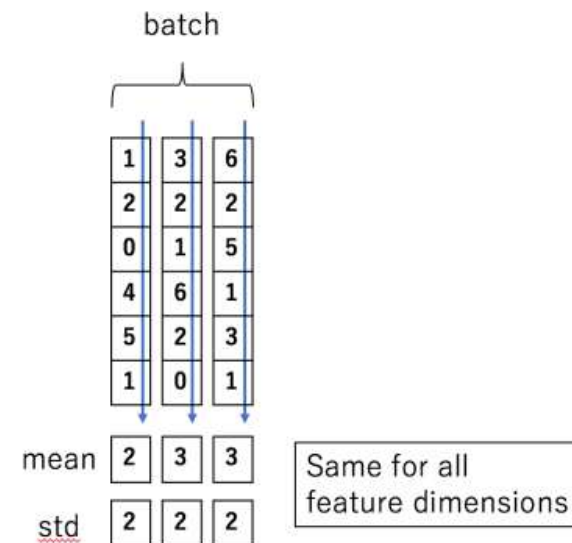 batch
1 3 6
2 2 2
0 1 5
4 6 1
5 2 3
1 0 1
mean 2 3 3
Same for all
feature dimensions
std 2 2 2